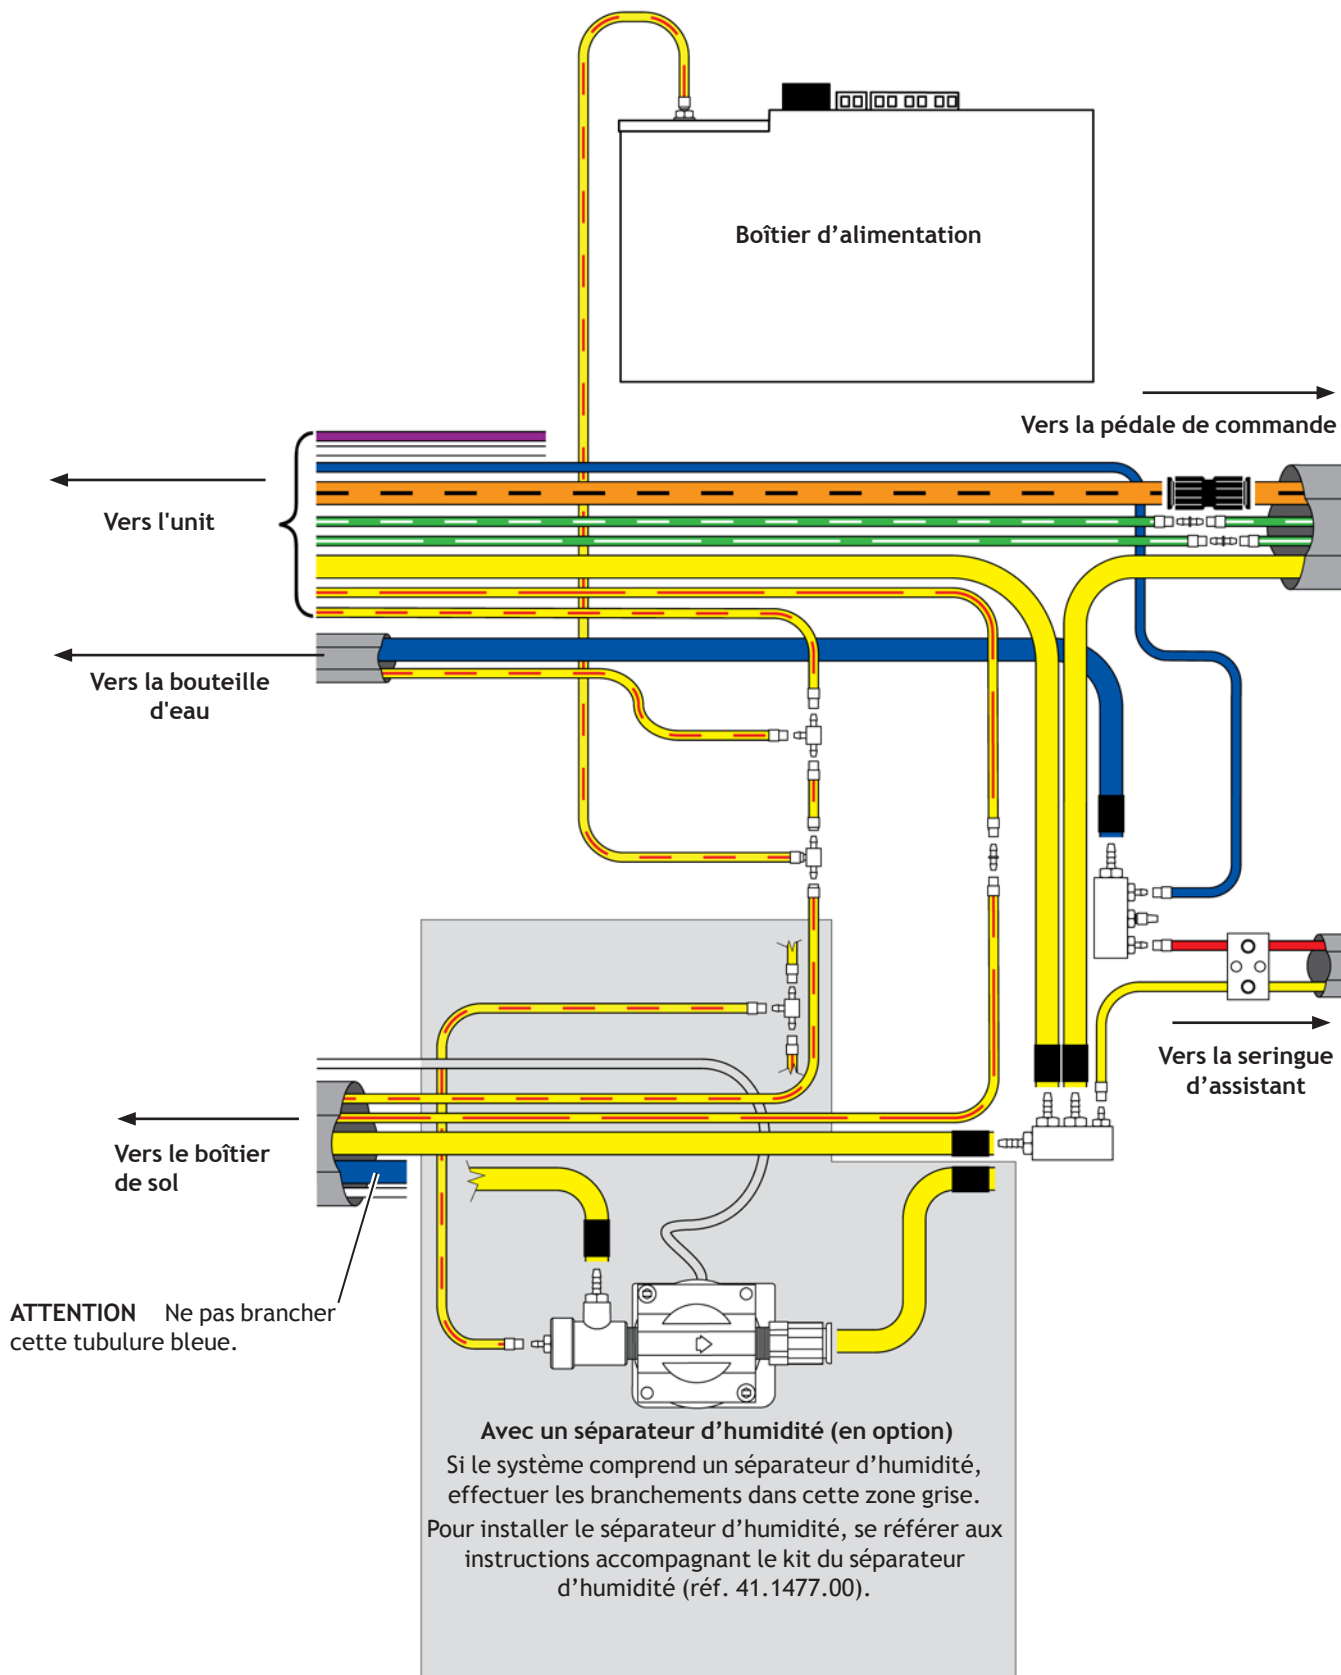 Boîtier d’alimentation
Vers la pédale de commande
Vers l'unit
Vers la bouteille
d'eau
Vers la seringue
d’assistant
Vers le boîtier
de sol
ATTENTION Ne pas brancher
cette tubulure bleue.
Avec un séparateur d’humidité (en option)
Si le système comprend un séparateur d’humidité,
effectuer les branchements dans cette zone grise.
Pour installer le séparateur d’humidité, se référer aux
instructions accompagnant le kit du séparateur
d’humidité (réf. 41.1477.00).